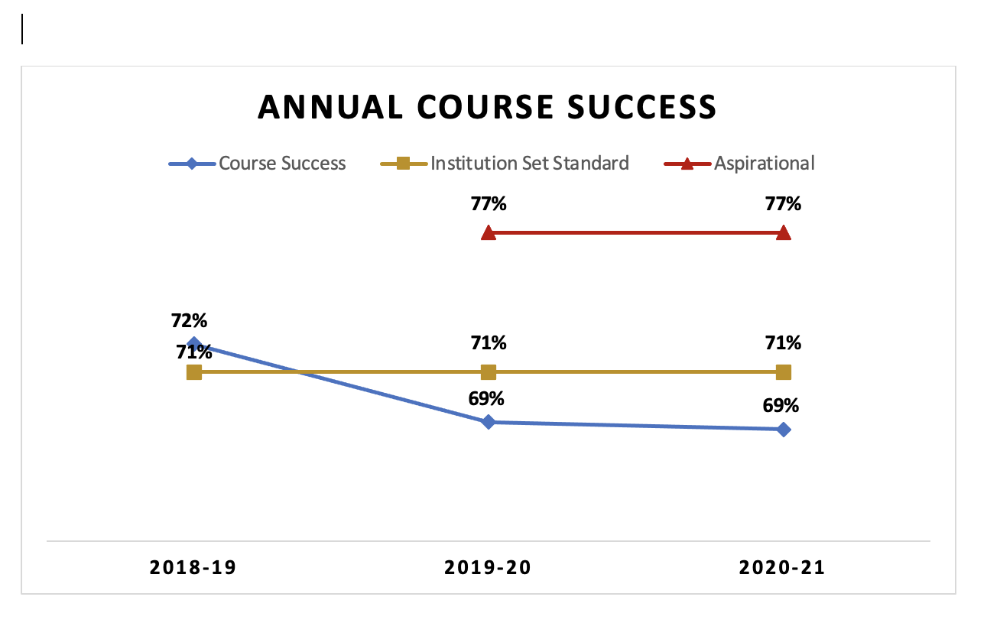 ANNUAL COURSE SUCCESS
Course Success Institution Set Standard Aspirational
77% 77%
72%
71% 71% 71%
69% 69%
2018-19 2019-20 2020-21